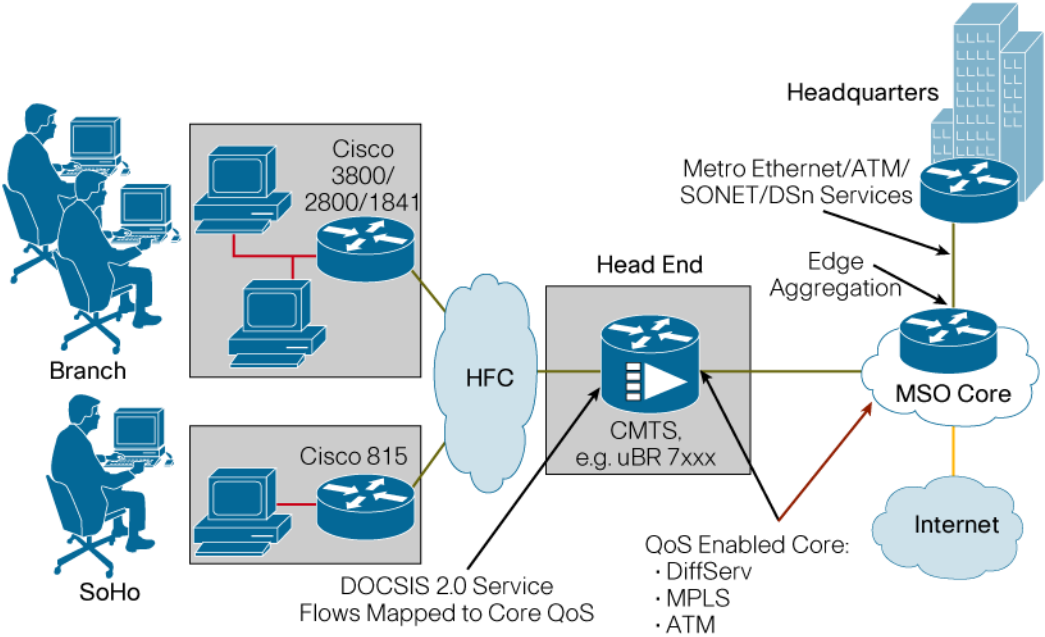 Headquarters
Cisco
3800/
2800/1841
Metro Ethernet/ATM/
SONET/DSn Services
Head End
Edge
Aggregation
Branch
HFC
MSO Core
CMTS,
e.g. uBR 7xxx
Cisco 815
Internet
SoHo
DOCSIS 2.0 Service
Flows Mapped to Core QoS
QoS Enabled Core:
· DiffServ
· MPLS
· ATM